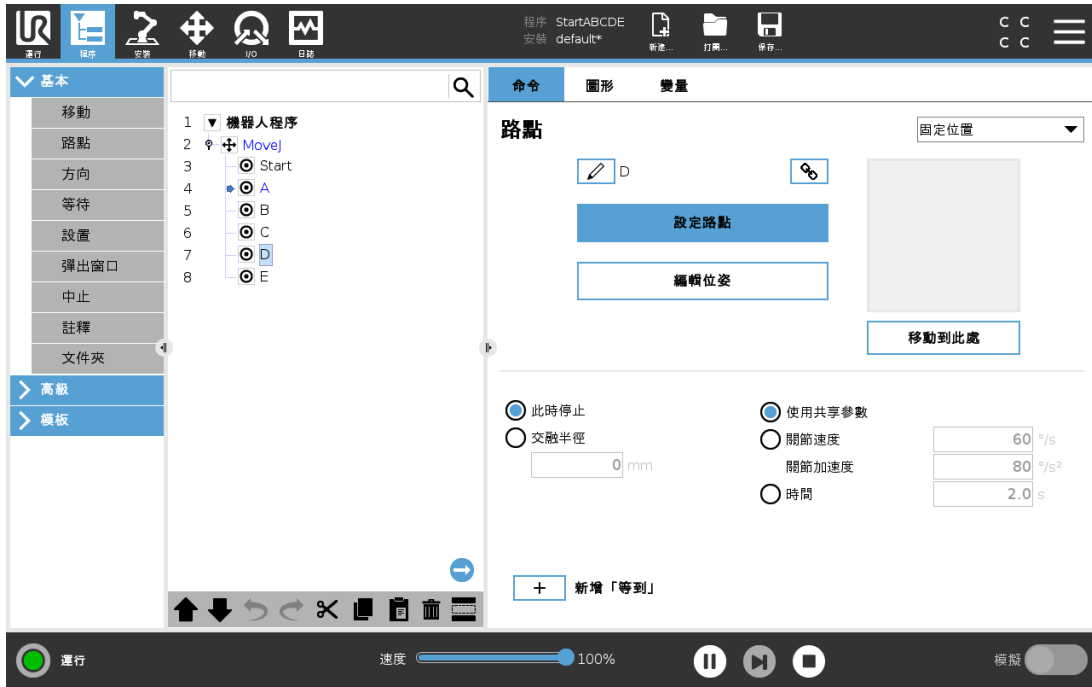 UR
運行
程序
安裝
移動
I/O
日誌
程序 StartABCDE
安裝 default*
新建...
打開...
保存...
C C
C C
基本
移動
路點
方向
等待
設置
彈出窗口
中止
註釋
文件夾
高級
模板
1 機器人程序
2 MoveJ
3 Start
4 A
5 B
6 C
7 D
8 E
命令 圖形 變量
路點
固定位置
D
設定路點
編輯位姿
移動到此處
此時停止
交融半徑
0 mm
使用共享參數
關節速度 60 °/s
關節加速度 80 °/s²
時間 2.0 s
+ 新增「等到」
運行
速度 100%
模擬